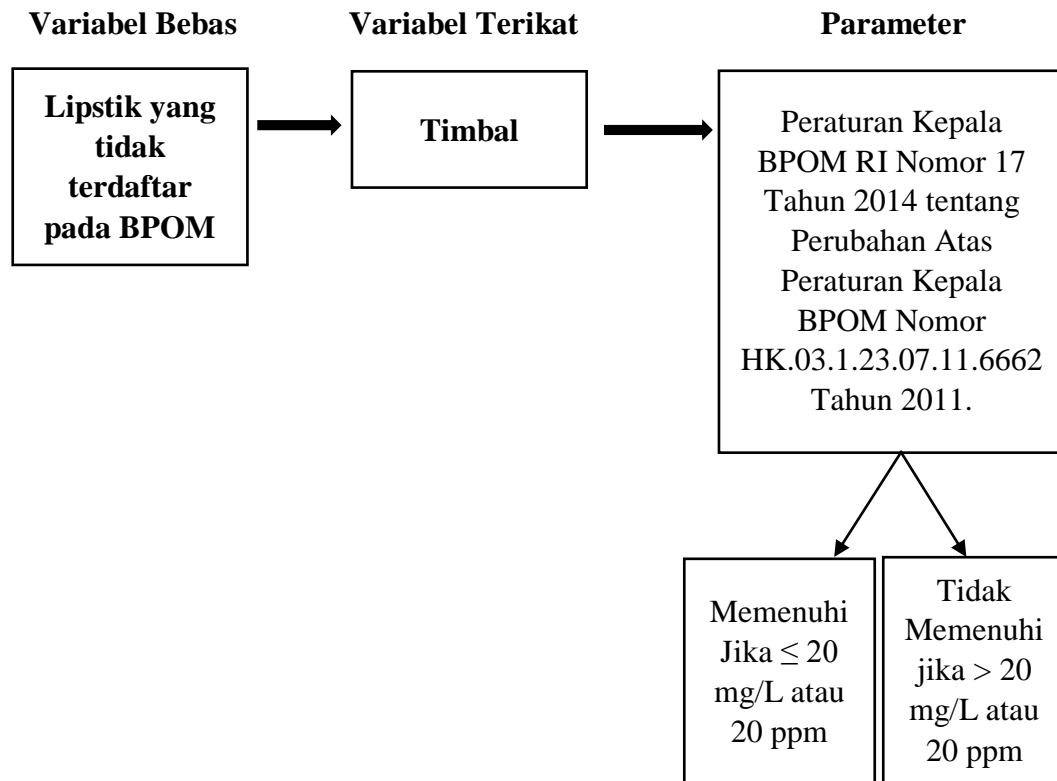 Variabel Bebas
Variabel Terikat
Parameter
Lipstik yang
tidak
terdaftar
pada BPOM
Timbal
Peraturan Kepala
BPOM RI Nomor 17
Tahun 2014 tentang
Perubahan Atas
Peraturan Kepala
BPOM Nomor
HK.03.1.23.07.11.6662
Tahun 2011.
Memenuhi
Jika ≤ 20
mg/L atau
20 ppm
Tidak
Memenuhi
jika > 20
mg/L atau
20 ppm